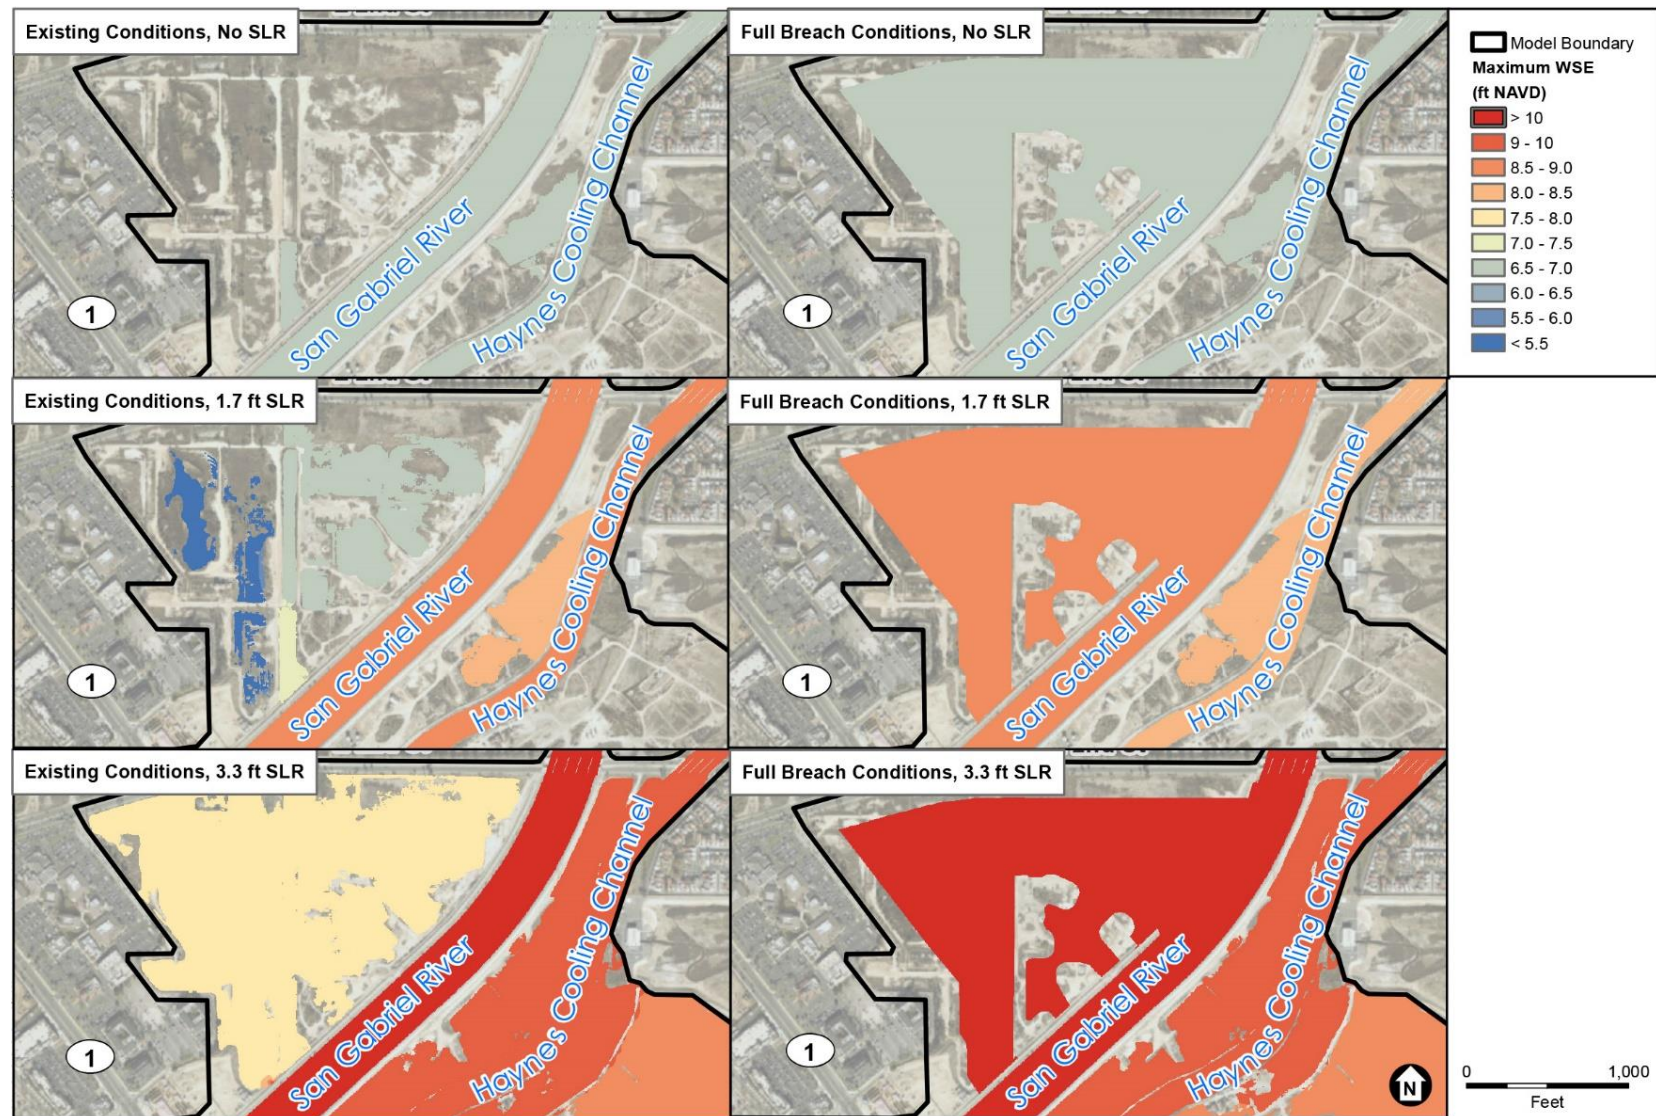 Existing Conditions, No SLR
San Gabriel River
Haynes Cooling Channel
1
Full Breach Conditions, No SLR
San Gabriel River
Haynes Cooling Channel
1
Model Boundary
Maximum WSE
(ft NAVD)
> 10
9 - 10
8.5 - 9.0
8.0 - 8.5
7.5 - 8.0
7.0 - 7.5
6.5 - 7.0
6.0 - 6.5
5.5 - 6.0
< 5.5
Existing Conditions, 1.7 ft SLR
San Gabriel River
Haynes Cooling Channel
1
Full Breach Conditions, 1.7 ft SLR
San Gabriel River
Haynes Cooling Channel
1
Existing Conditions, 3.3 ft SLR
San Gabriel River
Haynes Cooling Channel
1
Full Breach Conditions, 3.3 ft SLR
San Gabriel River
Haynes Cooling Channel
1
N
0 1,000
Feet